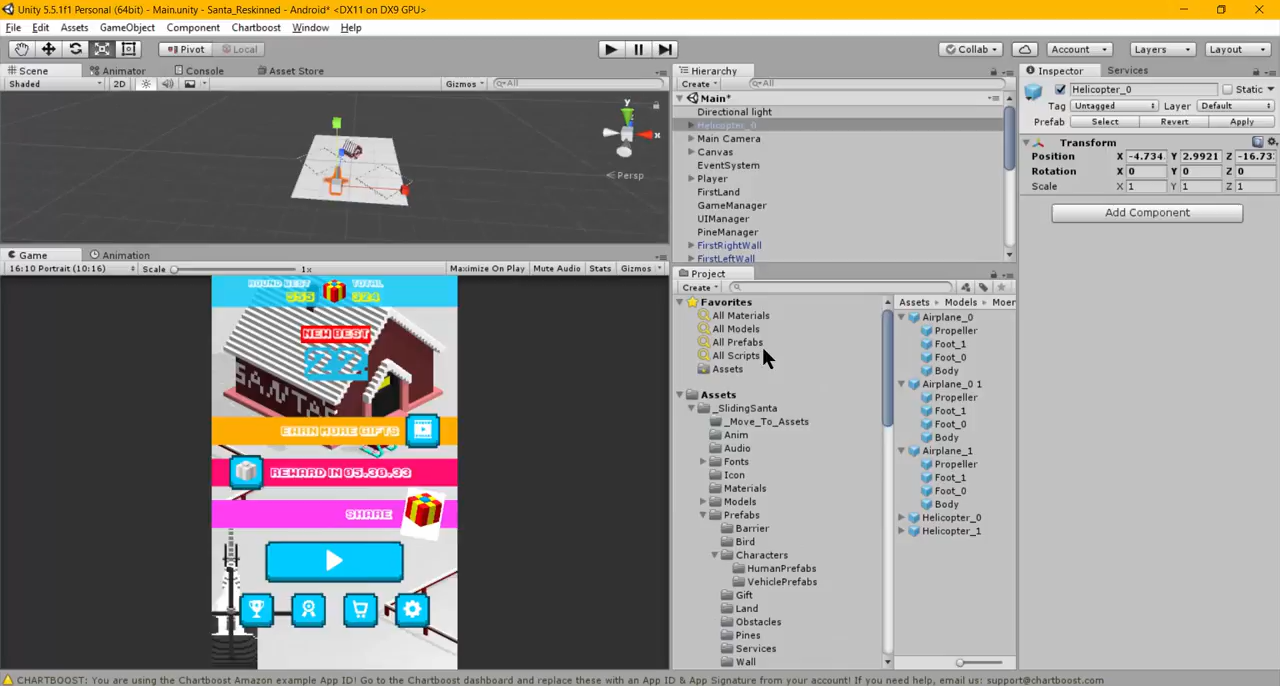 Unity 5.5.1f1 Personal (64bit) - Main.unity - Santa_Reskinned - Android* <DX11 on DX9 GPU>
File Edit Assets GameObject Component Chartboost Window Help
Pivot Local Collab Account Layers Layout
Scene Animator Console Asset Store
Shaded 2D Gizmos All
y
x
Persp
Game Animation
16:10 Portrait (10:16) Scale 1x Maximize On Play Mute Audio Stats Gizmos
ROUND BEST TOTAL
555 324
NEW BEST
222
SANTA
EARN MORE GIFTS
REWARD IN 05.30.33
SHARE
Hierarchy
Create All
Main*
Directional light
Helicopter_0
Main Camera
Canvas
EventSystem
Player
FirstLand
GameManager
UIManager
PineManager
FirstRightWall
FirstLeftWall
Project
Create
Favorites
All Materials
All Models
All Prefabs
All Scripts
Assets
Assets
_SlidingSanta
_Move_To_Assets
Anim
Audio
Fonts
Icon
Materials
Models
Prefabs
Barrier
Bird
Characters
HumanPrefabs
VehiclePrefabs
Gift
Land
Obstacles
Pines
Services
Wall
Assets Models Moer
Airplane_0
Propeller
Foot_1
Foot_0
Body
Airplane_0 1
Propeller
Foot_1
Foot_0
Body
Airplane_1
Propeller
Foot_1
Foot_0
Body
Helicopter_0
Helicopter_1
Inspector Services
Helicopter_0 Static
Tag Untagged Layer Default
Prefab Select Revert Apply
Transform
Position X -4.734 Y 2.9921 Z -16.73
Rotation X 0 Y 0 Z 0
Scale X 1 Y 1 Z 1
Add Component
CHARTBOOST: You are using the Chartboost Amazon example App ID! Go to the Chartboost dashboard and replace these with an App ID & App Signature from your account! If you need help, email us: support@chartboost.com